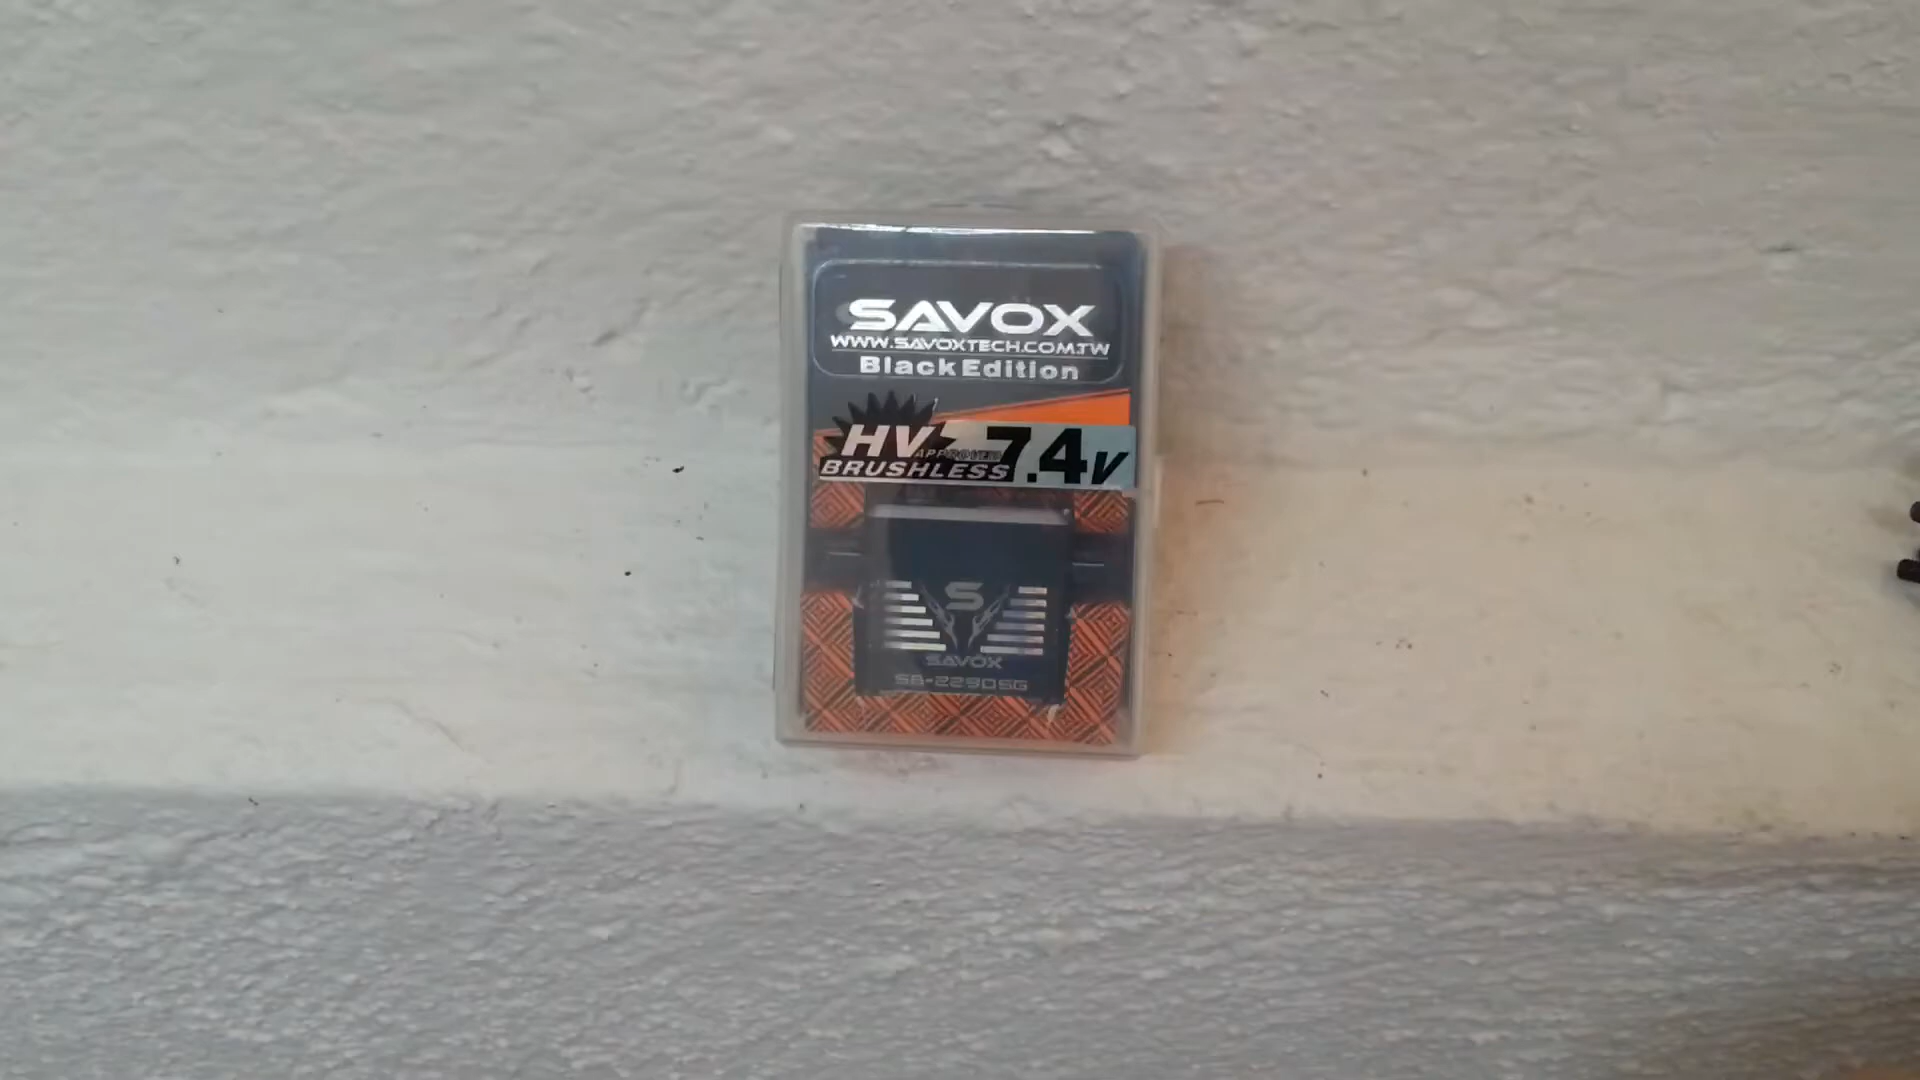 SAVOX
WWW.SAVOXTECH.COM.TW
Black Edition
HV APPROVED 7.4V
BRUSHLESS
S
SAVOX
SB-2290SG